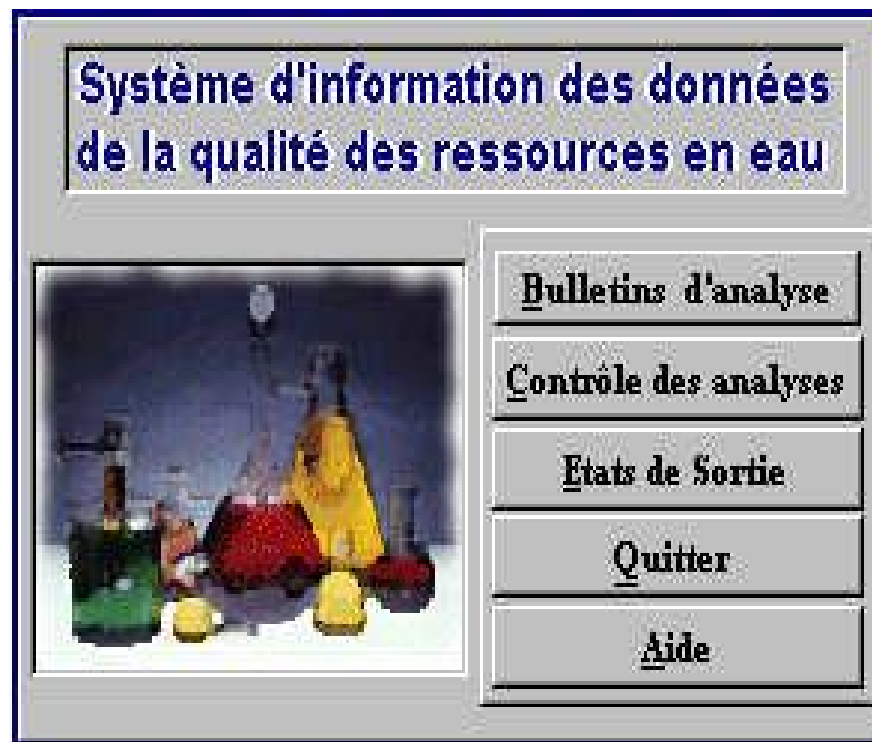 Système d'information des données
de la qualité des ressources en eau
Bulletins d'analyse
Contrôle des analyses
Etats de Sortie
Quitter
Aide